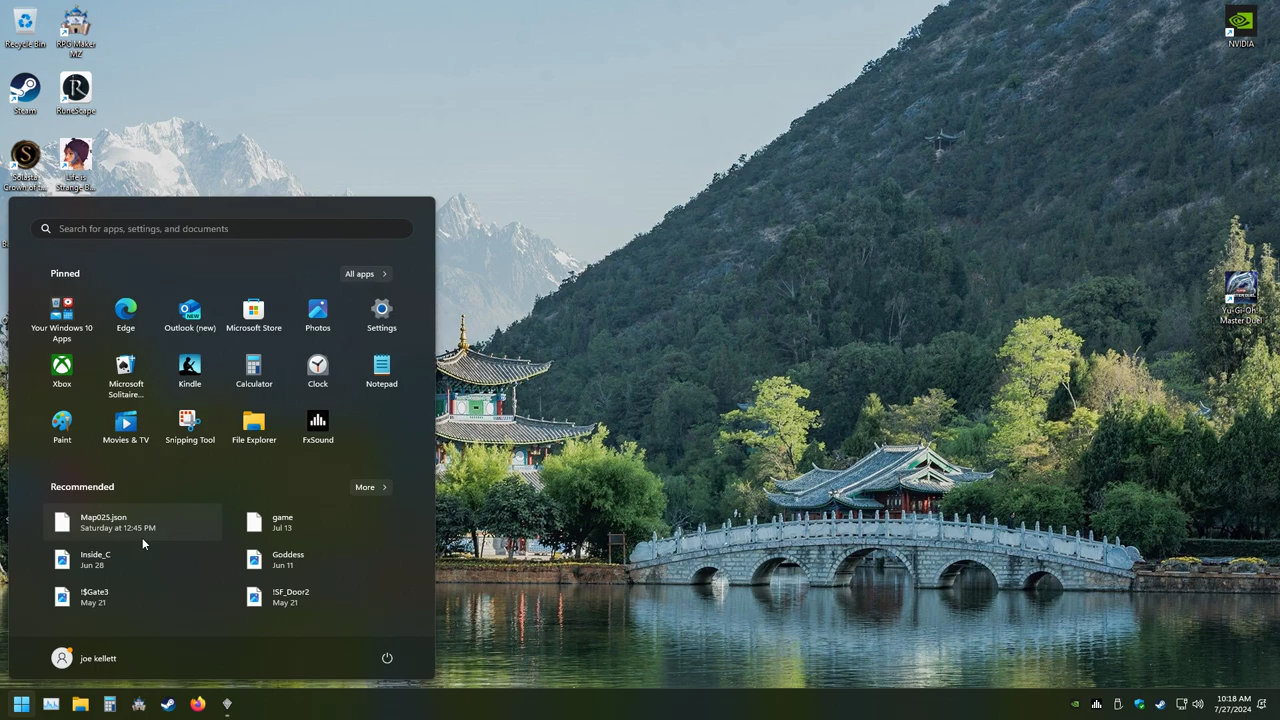 Recycle Bin
RPG Maker
MZ
NVIDIA
Steam
RuneScape
Solasta
Crown of t...
Life is
Strange B...
Search for apps, settings, and documents
Pinned
All apps
Your Windows 10
Apps
Edge
Outlook (new)
Microsoft Store
Photos
Settings
Xbox
Microsoft
Solitaire...
Kindle
Calculator
Clock
Notepad
Paint
Movies & TV
Snipping Tool
File Explorer
FxSound
Yu-Gi-Oh!
Master Duel
Recommended
More
Map025.json
Saturday at 12:45 PM
game
Jul 13
Inside_C
Jun 28
Goddess
Jun 11
!$Gate3
May 21
!SF_Door2
May 21
joe kellett
10:18 AM
7/27/2024